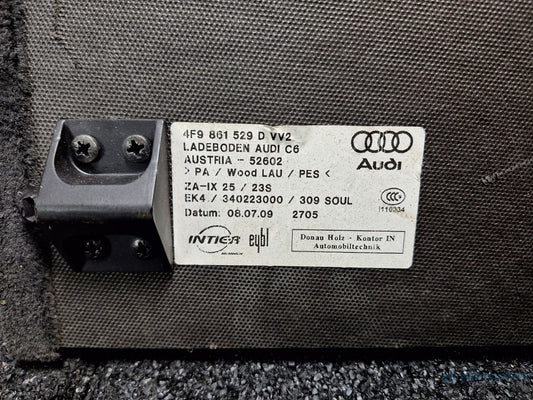 4F9 861 529 D VV2
LADEBODEN AUDI C6
AUSTRIA - 52602
> PA / Wood LAU / PES <
ZA-IX 25 / 23S
EK4 / 340223000 / 309 SOUL
Datum: 08.07.09 2705
Audi
CCC
INTIER
eybl
Donau Holz - Kontor IN
Automobiltechnik